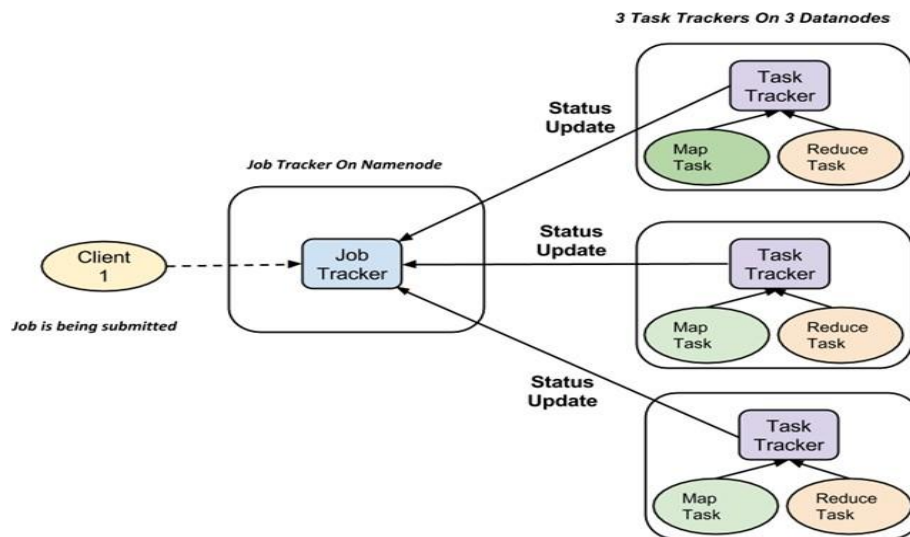 3 Task Trackers On 3 Datanodes
Task
Tracker
Status
Update
Map
Task
Reduce
Task
Job Tracker On Namenode
Client
1
Job
Tracker
Status
Update
Task
Tracker
Map
Task
Reduce
Task
Job is being submitted
Status
Update
Task
Tracker
Map
Task
Reduce
Task